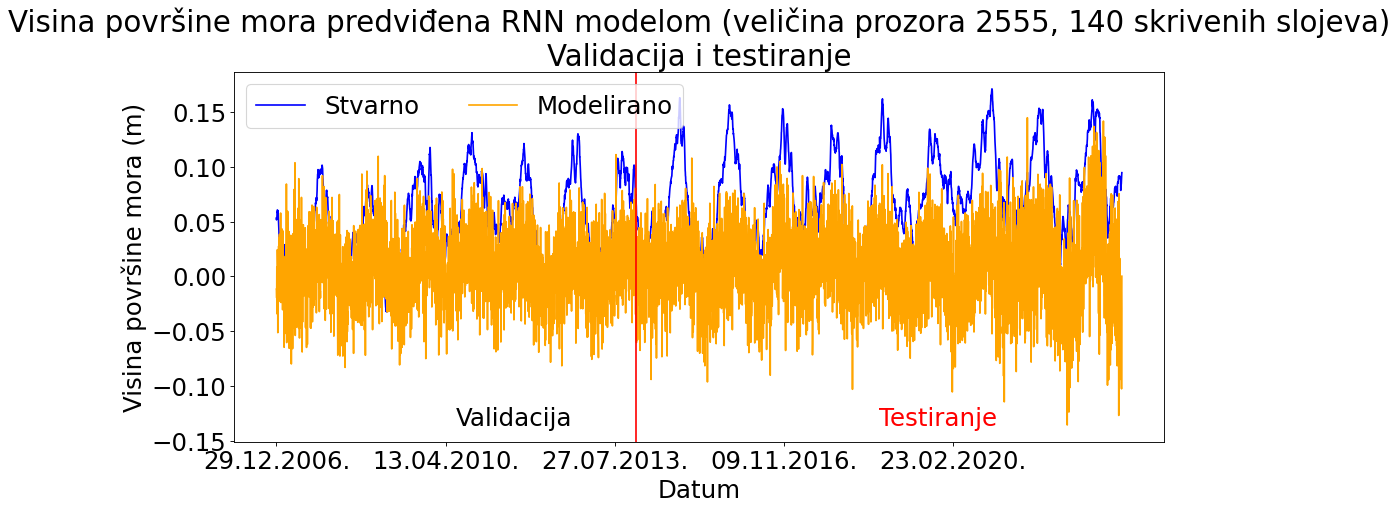 Visina površine mora predviđena RNN modelom (veličina prozora 2555, 140 skrivenih slojeva)
Validacija i testiranje
Stvarno Modelirano
Visina površine mora (m)
0.15
0.10
0.05
0.00
−0.05
−0.10
−0.15
Validacija Testiranje
29.12.2006. 13.04.2010. 27.07.2013. 09.11.2016. 23.02.2020.
Datum